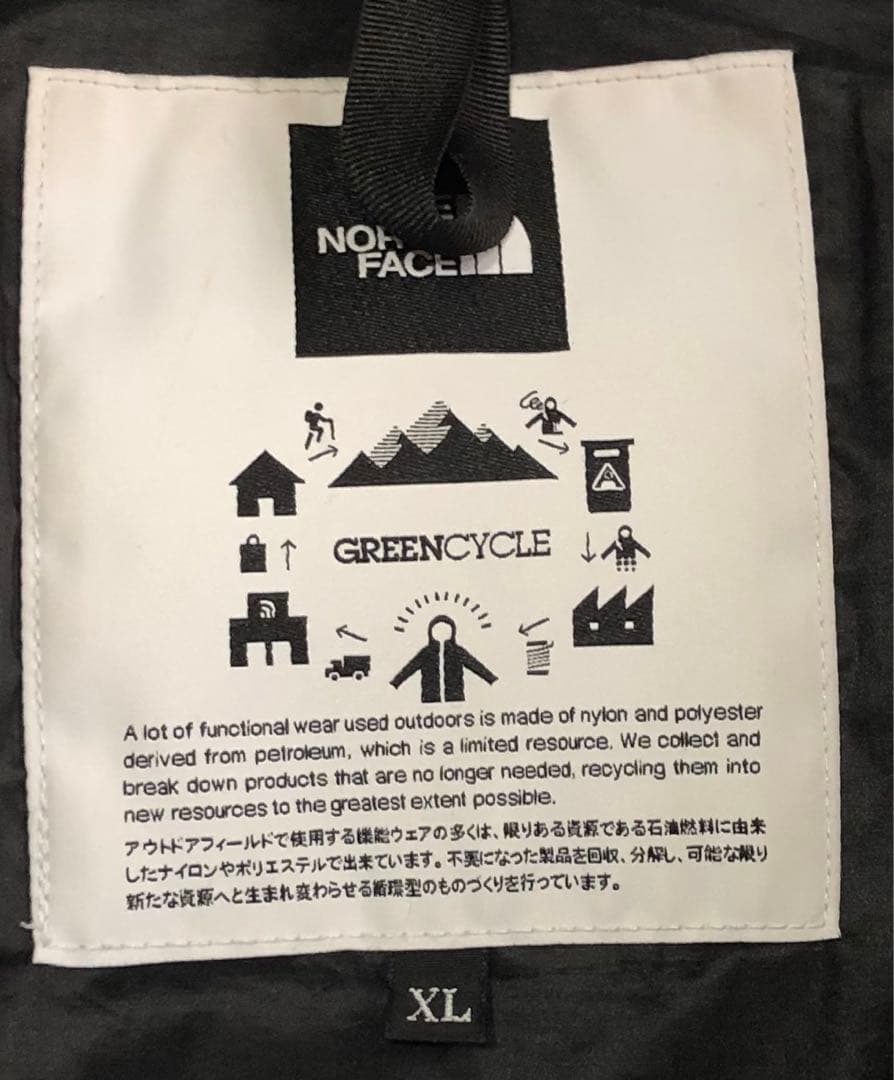 FACE
GREENCYCLE
A lot of functional wear used outdoors is made of nylon and polyester
derived from petroleum, which is a limited resource. We collect and
break down products that are no longer needed, recycling them into
new resources to the greatest extent possible.
アウトドアフィールドで使用する機能ウェアの多くは、限りある資源である石油燃料に由来
したナイロンやポリエステルで出来ています。不要になった製品を回収、分解し、可能な限り
新たな資源へと生まれ変わらせる循環型のものづくりを行っています。
XL